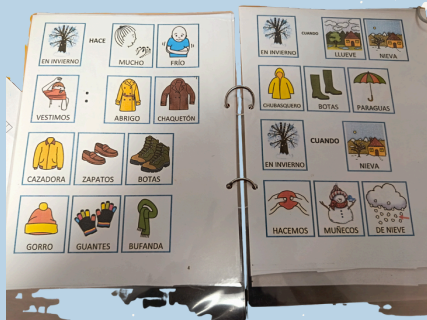 EN INVIERNO HACE MUCHO FRÍO
VESTIMOS : ABRIGO CHAQUETÓN
CAZADORA ZAPATOS BOTAS
GORRO GUANTES BUFANDA
EN INVIERNO CUANDO LLUEVE NIEVA
CHUBASQUERO BOTAS PARAGUAS
EN INVIERNO CUANDO NIEVA
HACEMOS MUÑECOS DE NIEVE